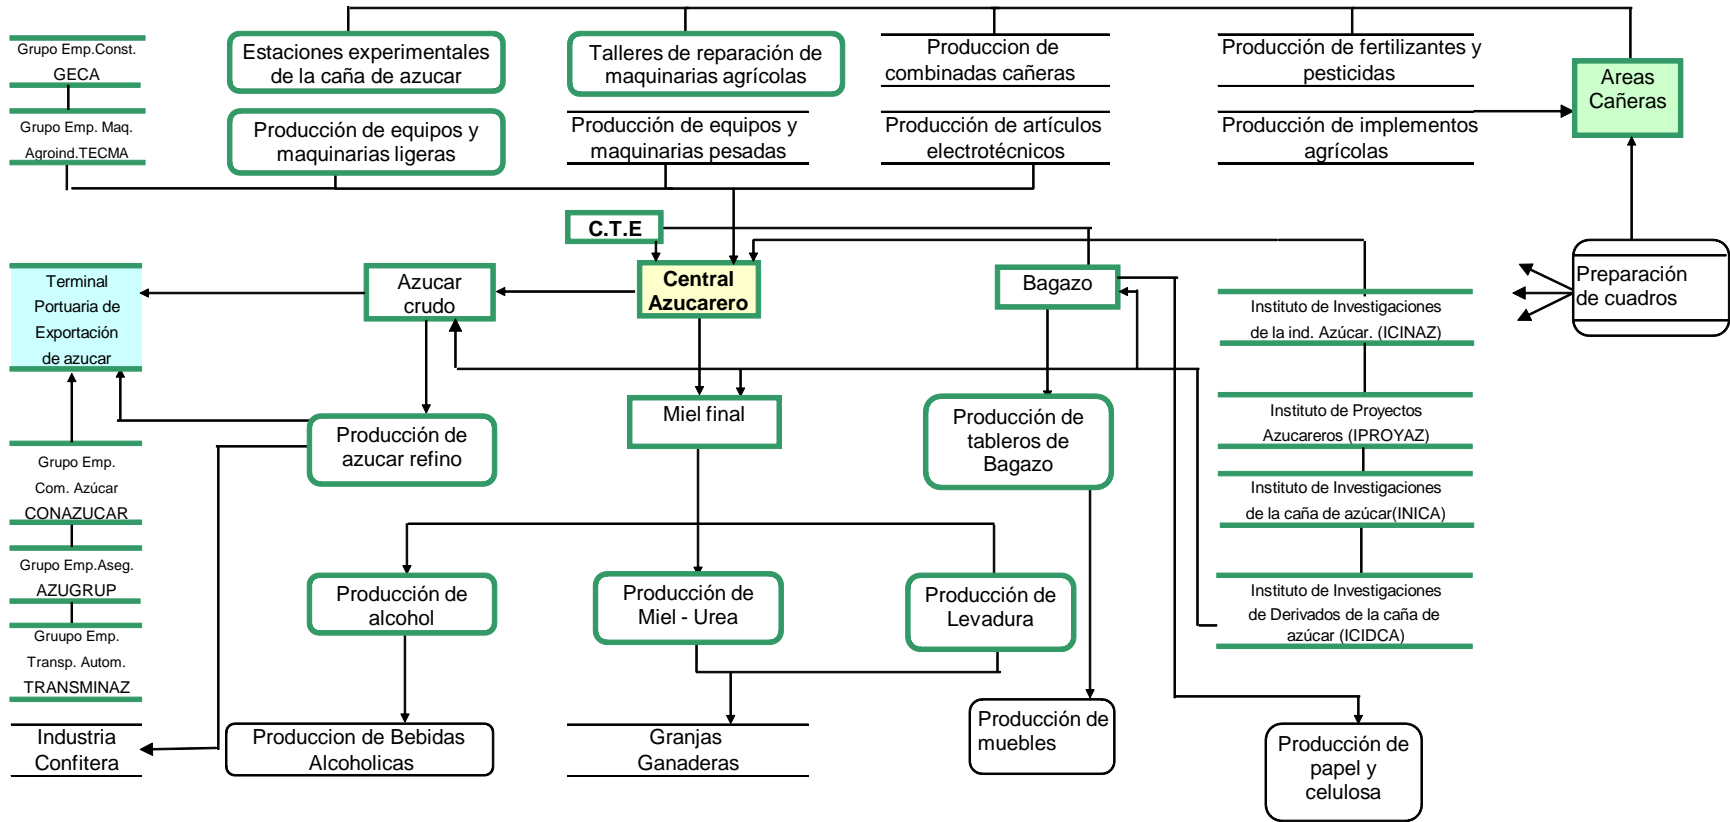 Grupo Emp.Const.
GECA
Estaciones experimentales
de la caña de azucar
Talleres de reparación de
maquinarias agrícolas
Produccion de
combinadas cañeras
Producción de fertilizantes y
pesticidas
Areas
Cañeras
Grupo Emp. Maq.
Agroind.TECMA
Producción de equipos y
maquinarias ligeras
Producción de equipos y
maquinarias pesadas
Producción de artículos
electrotécnicos
Producción de implementos
agrícolas
C.T.E
Terminal
Portuaria de
Exportación
de azucar
Azucar
crudo
Central
Azucarero
Bagazo
Instituto de Investigaciones
de la ind. Azúcar. (ICINAZ)
Preparación
de cuadros
Producción de
azucar refino
Miel final
Producción de
tableros de
Bagazo
Instituto de Proyectos
Azucareros (IPROYAZ)
Grupo Emp.
Com. Azúcar
CONAZUCAR
Instituto de Investigaciones
de la caña de azúcar(INICA)
Grupo Emp.Aseg.
AZUGRUP
Producción de
alcohol
Producción de
Miel - Urea
Producción de
Levadura
Instituto de Investigaciones
de Derivados de la caña de
azúcar (ICIDCA)
Gruupo Emp.
Transp. Autom.
TRANSMINAZ
Industria
Confitera
Produccion de Bebidas
Alcoholicas
Granjas
Ganaderas
Producción de
muebles
Producción de
papel y
celulosa